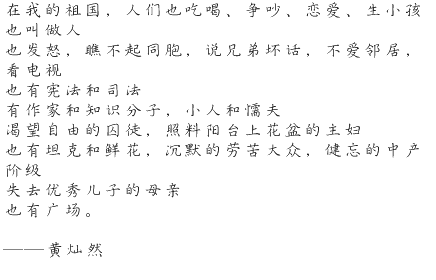 在我的祖国，人们也吃喝、争吵、恋爱、生小孩
也叫做人
也发怒，瞧不起同胞，说兄弟坏话，不爱邻居，
看电视
也有宪法和司法
有作家和知识分子，小人和懦夫
渴望自由的囚徒，照料阳台上花盆的主妇
也有坦克和鲜花，沉默的劳苦大众，健忘的中产
阶级
失去优秀儿子的母亲
也有广场。
———黄灿然